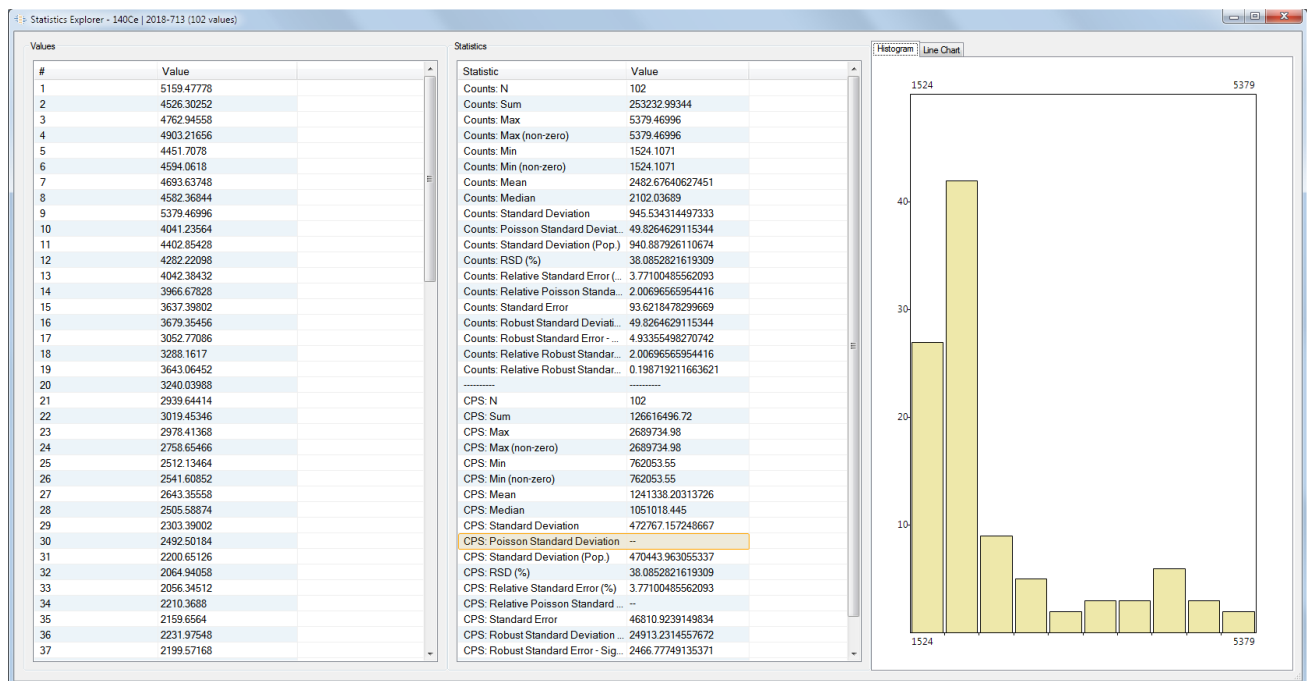 Statistics Explorer - 140Ce | 2018-713 (102 values)
Values
# Value
1 5159.47778
2 4526.30252
3 4762.94558
4 4903.21656
5 4451.7078
6 4594.0618
7 4693.63748
8 4582.36844
9 5379.46996
10 4041.23564
11 4402.85428
12 4282.22098
13 4042.38432
14 3966.67828
15 3637.39802
16 3679.35456
17 3052.77086
18 3288.1617
19 3643.06452
20 3240.03988
21 2939.64414
22 3019.45346
23 2978.41368
24 2758.65466
25 2512.13464
26 2541.60852
27 2643.35558
28 2505.58874
29 2303.39002
30 2492.50184
31 2200.65126
32 2064.94058
33 2056.34512
34 2210.3688
35 2159.6564
36 2231.97548
37 2199.57168
Statistics
Statistic Value
Counts: N 102
Counts: Sum 253232.99344
Counts: Max 5379.46996
Counts: Max (non-zero) 5379.46996
Counts: Min 1524.1071
Counts: Min (non-zero) 1524.1071
Counts: Mean 2482.67640627451
Counts: Median 2102.03689
Counts: Standard Deviation 945.534314497333
Counts: Poisson Standard Deviat... 49.8264629115344
Counts: Standard Deviation (Pop.) 940.887926110674
Counts: RSD (%) 38.0852821619309
Counts: Relative Standard Error (... 3.77100485562093
Counts: Relative Poisson Standa... 2.00696565954416
Counts: Standard Error 93.6218478299669
Counts: Robust Standard Deviati... 49.8264629115344
Counts: Robust Standard Error - ... 4.93355498270742
Counts: Relative Robust Standar... 2.00696565954416
Counts: Relative Robust Standar... 0.198719211663621
---------- ----------
CPS: N 102
CPS: Sum 126616496.72
CPS: Max 2689734.98
CPS: Max (non-zero) 2689734.98
CPS: Min 762053.55
CPS: Min (non-zero) 762053.55
CPS: Mean 1241338.20313726
CPS: Median 1051018.445
CPS: Standard Deviation 472767.157248667
CPS: Poisson Standard Deviation --
CPS: Standard Deviation (Pop.) 470443.963055337
CPS: RSD (%) 38.0852821619309
CPS: Relative Standard Error (%) 3.77100485562093
CPS: Relative Poisson Standard ... --
CPS: Standard Error 46810.9239149834
CPS: Robust Standard Deviation ... 24913.2314557672
CPS: Robust Standard Error - Sig... 2466.77749135371
Histogram Line Chart
1524 5379
40
30
20
10
1524 5379